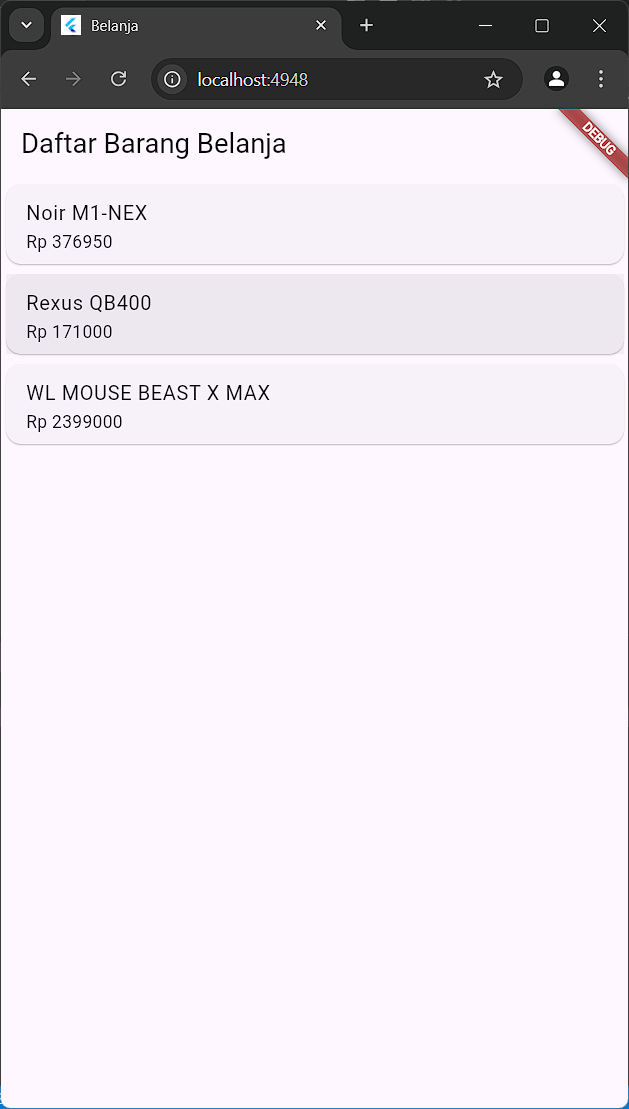 Belanja
localhost:4948
DEBUG
Daftar Barang Belanja
Noir M1-NEX
Rp 376950
Rexus QB400
Rp 171000
WL MOUSE BEAST X MAX
Rp 2399000